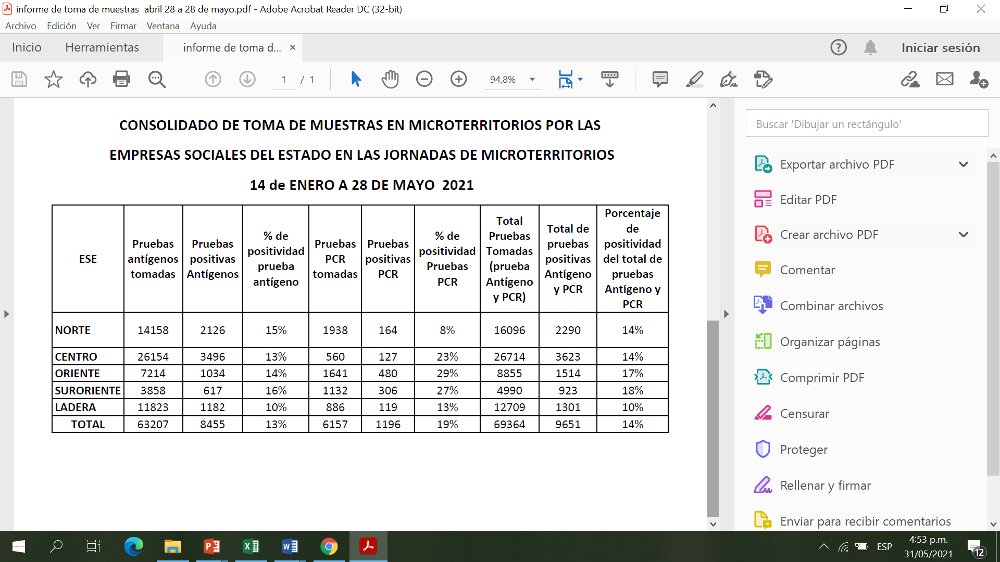 informe de toma de muestras  abril 28 a 28 de mayo.pdf - Adobe Acrobat Reader DC (32-bit)
Archivo Edición Ver Firmar Ventana Ayuda
Inicio Herramientas informe de toma d... × ? Iniciar sesión
1 / 1 94,8%
CONSOLIDADO DE TOMA DE MUESTRAS EN MICROTERRITORIOS POR LAS
EMPRESAS SOCIALES DEL ESTADO EN LAS JORNADAS DE MICROTERRITORIOS
14 de ENERO A 28 DE MAYO  2021
ESE
Pruebas
antígenos
tomadas
Pruebas
positivas
Antígenos
% de
positividad
prueba
antígeno
Pruebas
PCR
tomadas
Pruebas
positivas
PCR
% de
positividad
Pruebas
PCR
Total
Pruebas
Tomadas
(prueba
Antígeno
y PCR)
Total de
pruebas
positivas
Antígeno
y PCR
Porcentaje
de
positividad
del total de
pruebas
Antígeno y
PCR
NORTE 14158 2126 15% 1938 164 8% 16096 2290 14%
CENTRO 26154 3496 13% 560 127 23% 26714 3623 14%
ORIENTE 7214 1034 14% 1641 480 29% 8855 1514 17%
SURORIENTE 3858 617 16% 1132 306 27% 4990 923 18%
LADERA 11823 1182 10% 886 119 13% 12709 1301 10%
TOTAL 63207 8455 13% 6157 1196 19% 69364 9651 14%
Buscar 'Dibujar un rectángulo'
Exportar archivo PDF
Editar PDF
Crear archivo PDF
Comentar
Combinar archivos
Organizar páginas
Comprimir PDF
Censurar
Proteger
Rellenar y firmar
Enviar para recibir comentarios
ESP
4:53 p.m.
31/05/2021
12